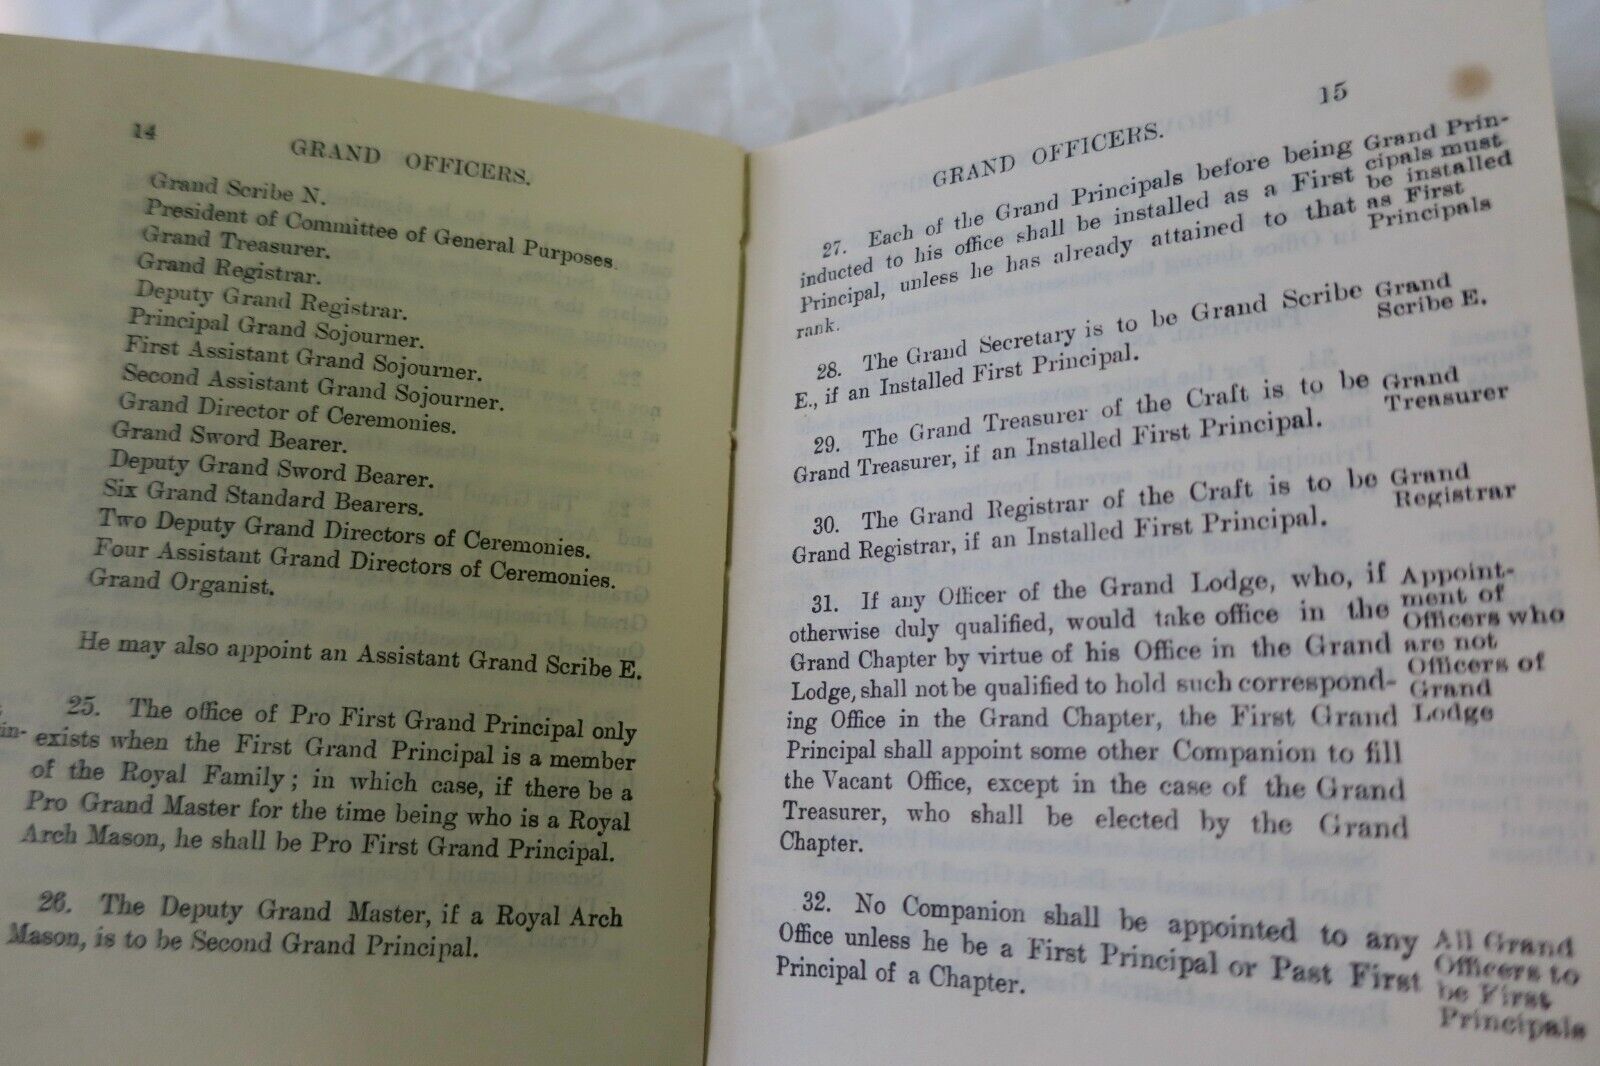 14
GRAND OFFICERS.
Grand Scribe N.
President of Committee of General Purposes.
Grand Treasurer.
Grand Registrar.
Deputy Grand Registrar.
Principal Grand Sojourner.
First Assistant Grand Sojourner.
Second Assistant Grand Sojourner.
Grand Director of Ceremonies.
Grand Sword Bearer.
Deputy Grand Sword Bearer.
Six Grand Standard Bearers.
Two Deputy Grand Directors of Ceremonies.
Four Assistant Grand Directors of Ceremonies.
Grand Organist.
He may also appoint an Assistant Grand Scribe E.
25. The office of Pro First Grand Principal only
exists when the First Grand Principal is a member
of the Royal Family; in which case, if there be a
Pro Grand Master for the time being who is a Royal
Arch Mason, he shall be Pro First Grand Principal.
26. The Deputy Grand Master, if a Royal Arch
Mason, is to be Second Grand Principal.
15
GRAND OFFICERS.
27. Each of the Grand Principals before being
inducted to his office shall be installed as a First
Principal, unless he has already attained to that
rank.
Grand Prin-
cipals must
be installed
as First
Principals
28. The Grand Secretary is to be Grand Scribe
E., if an Installed First Principal.
Grand
Scribe E.
29. The Grand Treasurer of the Craft is to be
Grand Treasurer, if an Installed First Principal.
Grand
Treasurer
30. The Grand Registrar of the Craft is to be
Grand Registrar, if an Installed First Principal.
Grand
Registrar
31. If any Officer of the Grand Lodge, who, if
otherwise duly qualified, would take office in the
Grand Chapter by virtue of his Office in the Grand
Lodge, shall not be qualified to hold such correspond-
ing Office in the Grand Chapter, the First Grand
Principal shall appoint some other Companion to fill
the Vacant Office, except in the case of the Grand
Treasurer, who shall be elected by the Grand
Chapter.
Appoint-
ment of
Officers who
are not
Officers of
Grand
Lodge
32. No Companion shall be appointed to any
Office unless he be a First Principal or Past First
Principal of a Chapter.
All Grand
Officers to
be First
Principals